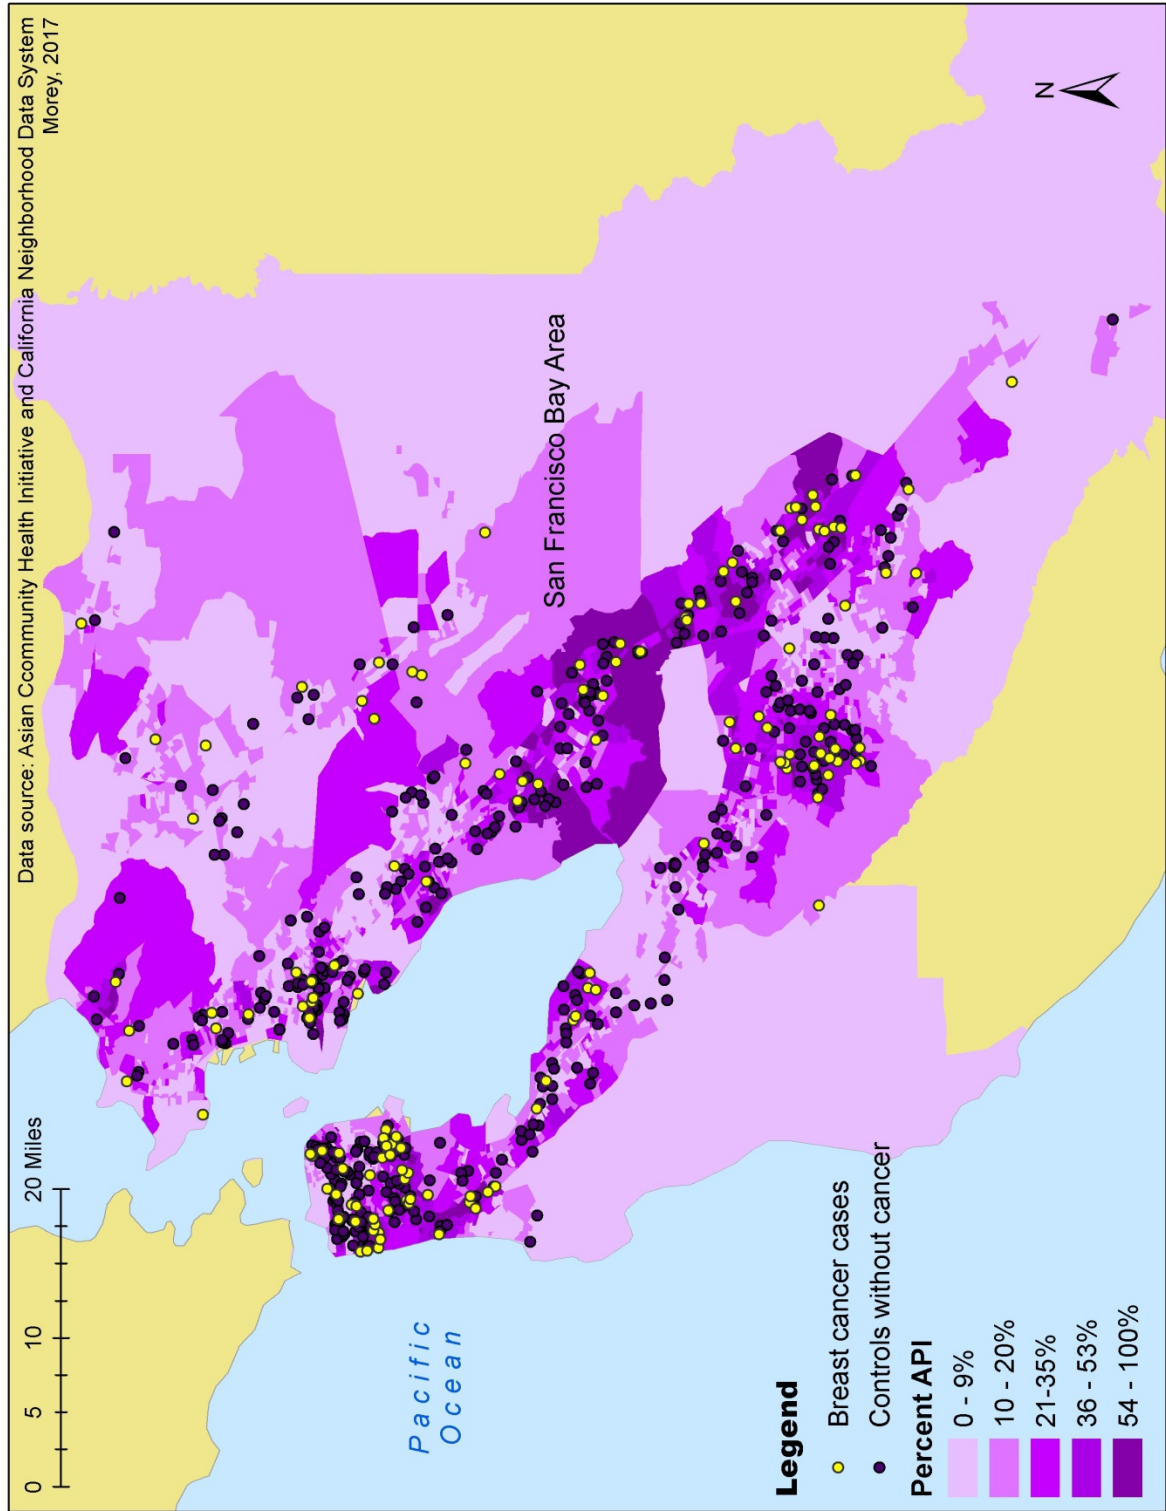 Data source: Asian Ccommunity Health Initiative and California Neighborhood Data System
Morey, 2017
0 5 10 20 Miles
N
San Francisco Bay Area
Pacific
Ocean
Legend
Breast cancer cases
Controls without cancer
Percent API
0 - 9%
10 - 20%
21-35%
36 - 53%
54 - 100%